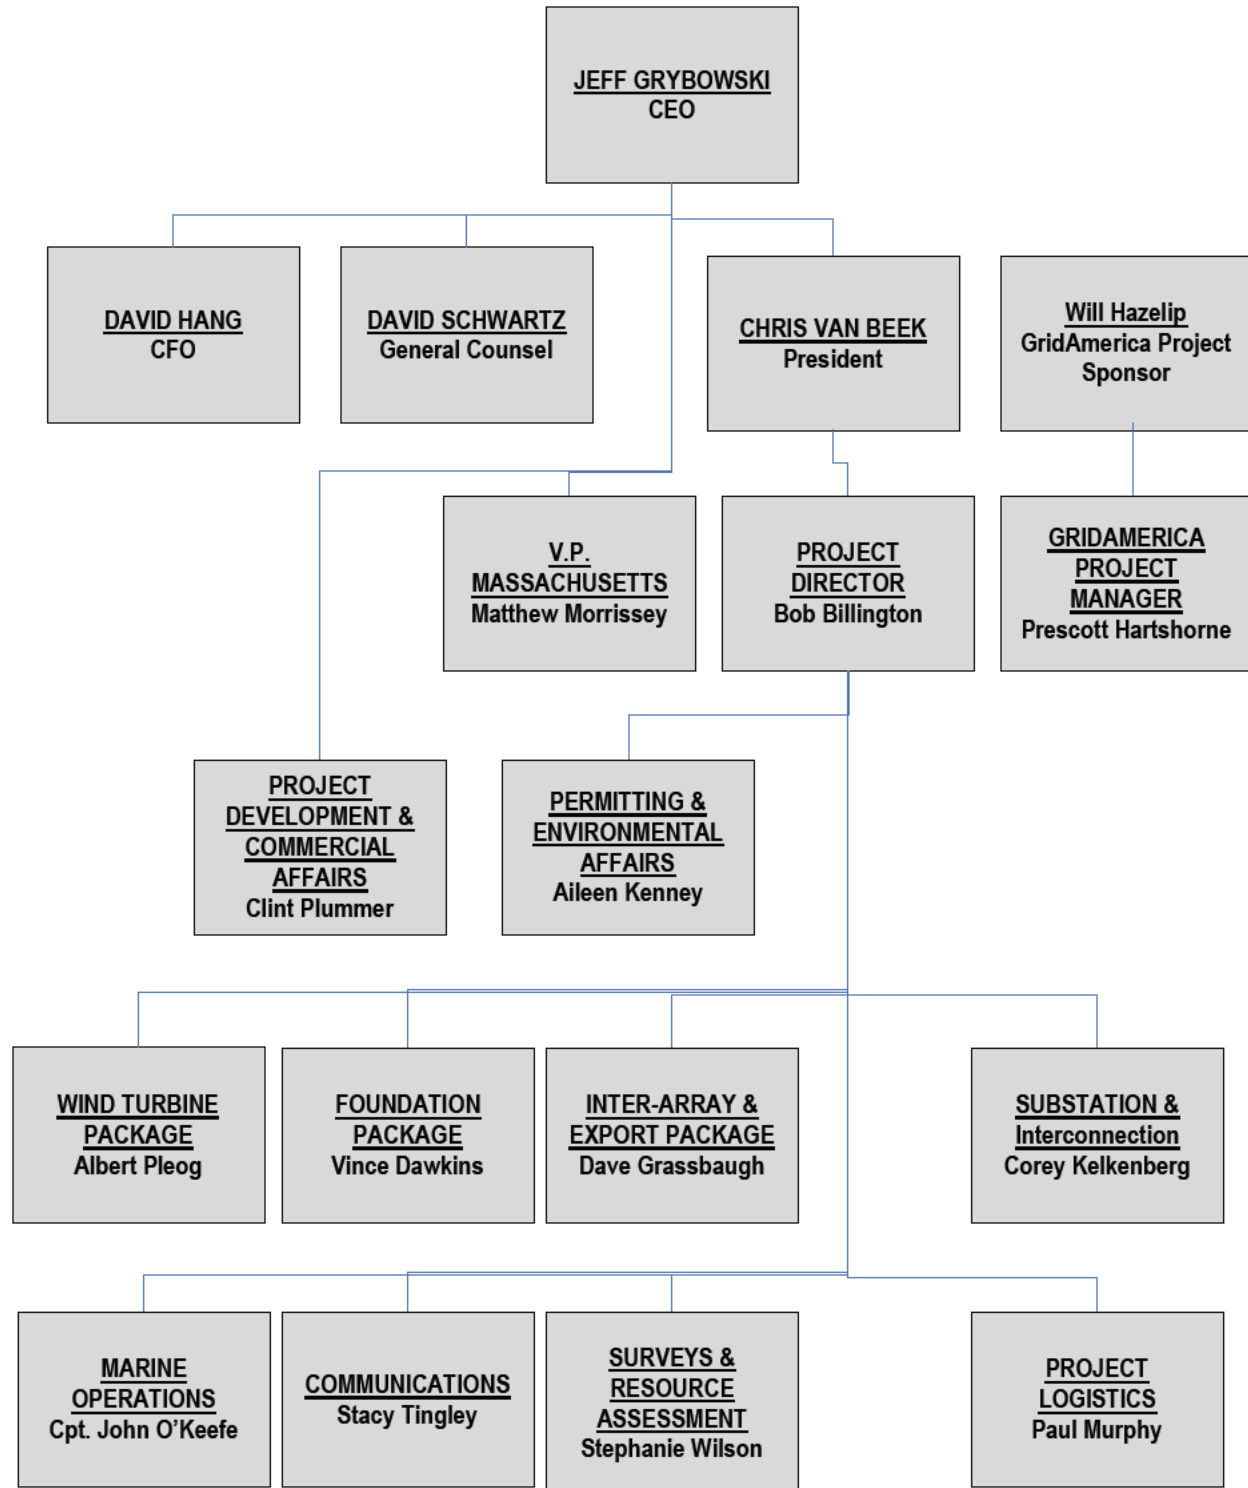 JEFF GRYBOWSKI
CEO
DAVID HANG
CFO
DAVID SCHWARTZ
General Counsel
CHRIS VAN BEEK
President
Will Hazelip
GridAmerica Project
Sponsor
V.P.
MASSACHUSETTS
Matthew Morrissey
PROJECT
DIRECTOR
Bob Billington
GRIDAMERICA
PROJECT
MANAGER
Prescott Hartshorne
PROJECT
DEVELOPMENT &
COMMERCIAL
AFFAIRS
Clint Plummer
PERMITTING &
ENVIRONMENTAL
AFFAIRS
Aileen Kenney
WIND TURBINE
PACKAGE
Albert Pleog
FOUNDATION
PACKAGE
Vince Dawkins
INTER-ARRAY &
EXPORT PACKAGE
Dave Grassbaugh
SUBSTATION &
Interconnection
Corey Kelkenberg
MARINE
OPERATIONS
Cpt. John O’Keefe
COMMUNICATIONS
Stacy Tingley
SURVEYS &
RESOURCE
ASSESSMENT
Stephanie Wilson
PROJECT
LOGISTICS
Paul Murphy